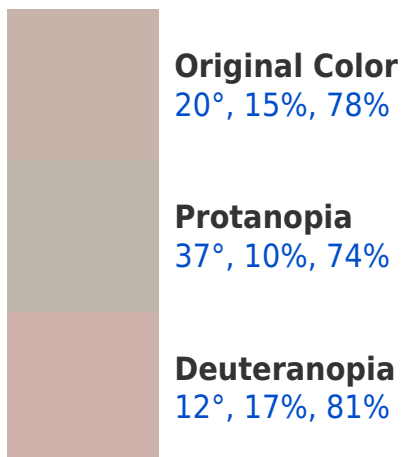 Original Color
20°, 15%, 78%
Protanopia
37°, 10%, 74%
Deuteranopia
12°, 17%, 81%